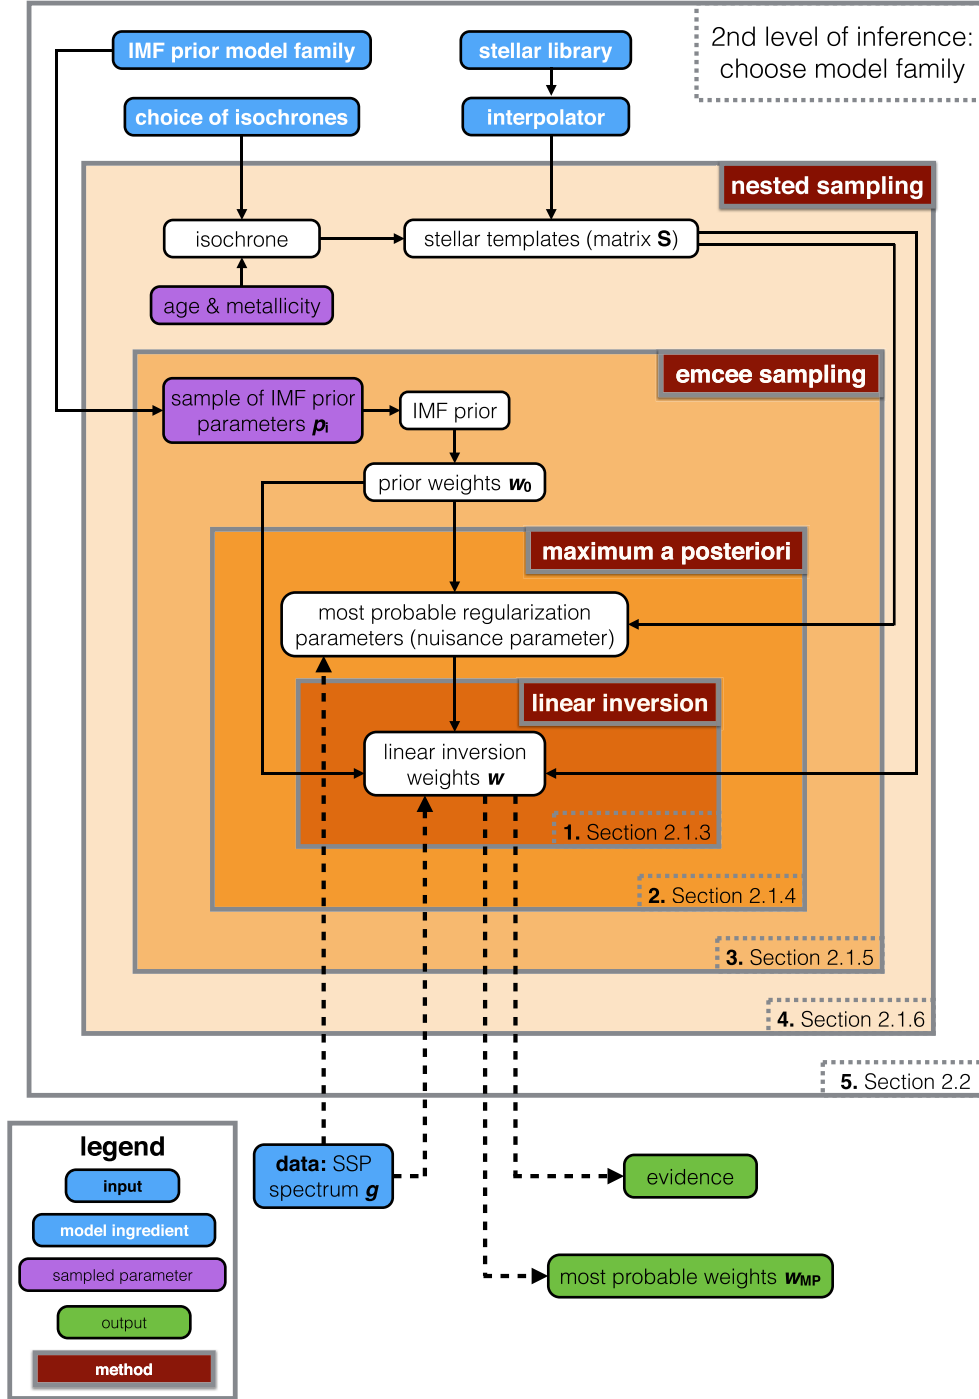 2nd level of inference:
choose model family
IMF prior model family
stellar library
choice of isochrones
interpolator
nested sampling
isochrone
stellar templates (matrix S)
age & metallicity
emcee sampling
sample of IMF prior
parameters pi
IMF prior
prior weights w0
maximum a posteriori
most probable regularization
parameters (nuisance parameter)
linear inversion
linear inversion
weights w
1. Section 2.1.3
2. Section 2.1.4
3. Section 2.1.5
4. Section 2.1.6
5. Section 2.2
data: SSP
spectrum g
evidence
most probable weights wMP
legend
input
model ingredient
sampled parameter
output
method